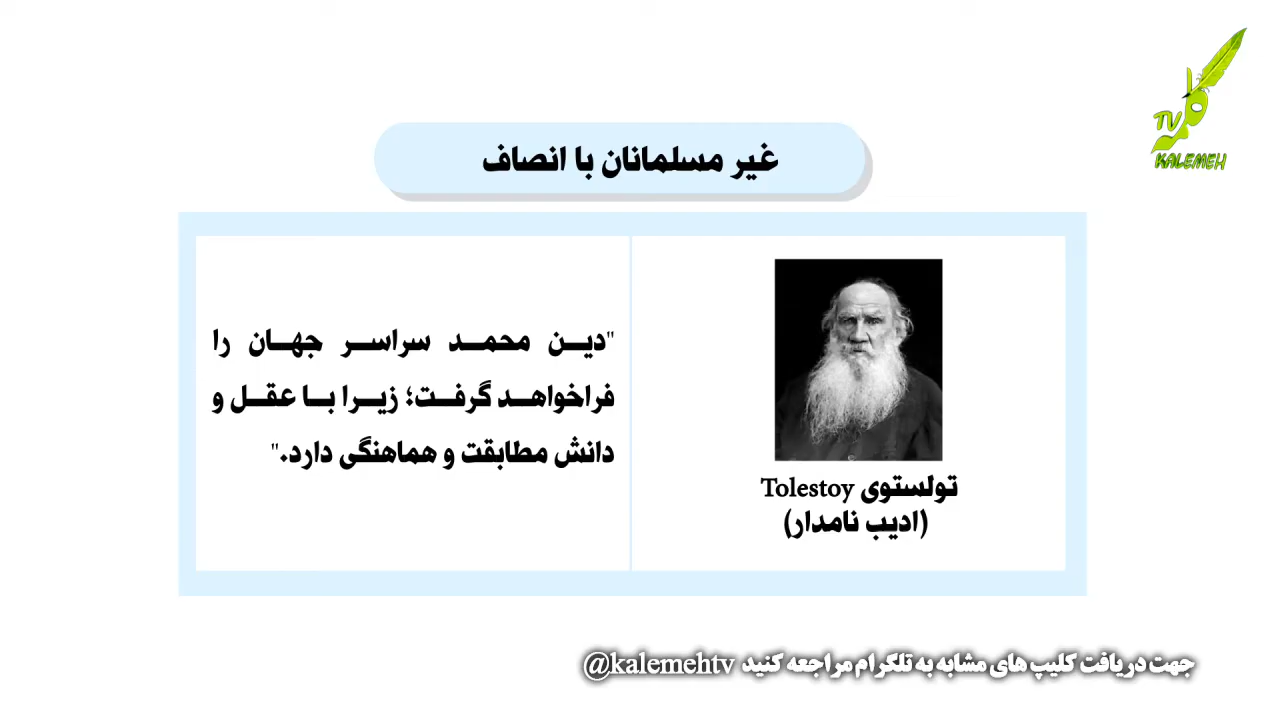 TV
KALEMEH
غیر مسلمانان با انصاف
تولستوی Tolestoy
(ادیب نامدار)
"دین محمد سراسر جهان را
فراخواهد گرفت؛ زیرا با عقل و
دانش مطابقت و هماهنگی دارد."
جهت دریافت کلیپ های مشابه به تلگرام مراجعه کنید @kalemehtv